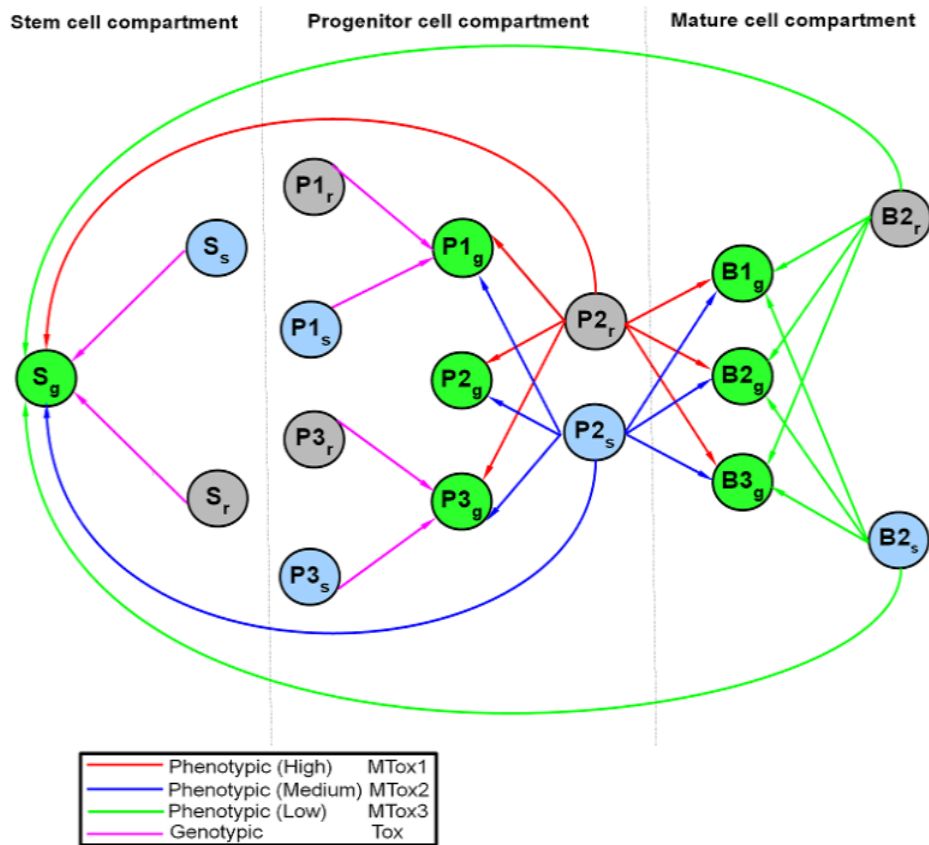 Stem cell compartment Progenitor cell compartment Mature cell compartment
P1r
B2r
Ss
P1g
B1g
P1s
P2r
Sg
P2g
B2g
P3r
P2s
B3g
Sr
P3g
B2s
P3s
Phenotypic (High) MTox1
Phenotypic (Medium) MTox2
Phenotypic (Low) MTox3
Genotypic Tox